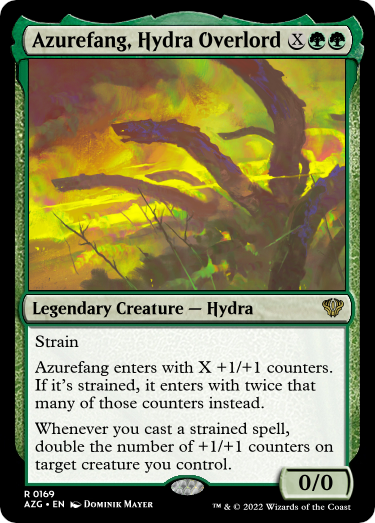 Azurefang, Hydra Overlord X
Legendary Creature — Hydra
Strain
Azurefang enters with X +1/+1 counters.
If it's strained, it enters with twice that
many of those counters instead.
Whenever you cast a strained spell,
double the number of +1/+1 counters on
target creature you control.
0/0
R 0169
AZG • EN Dominik Mayer
™ & © 2022 Wizards of the Coast